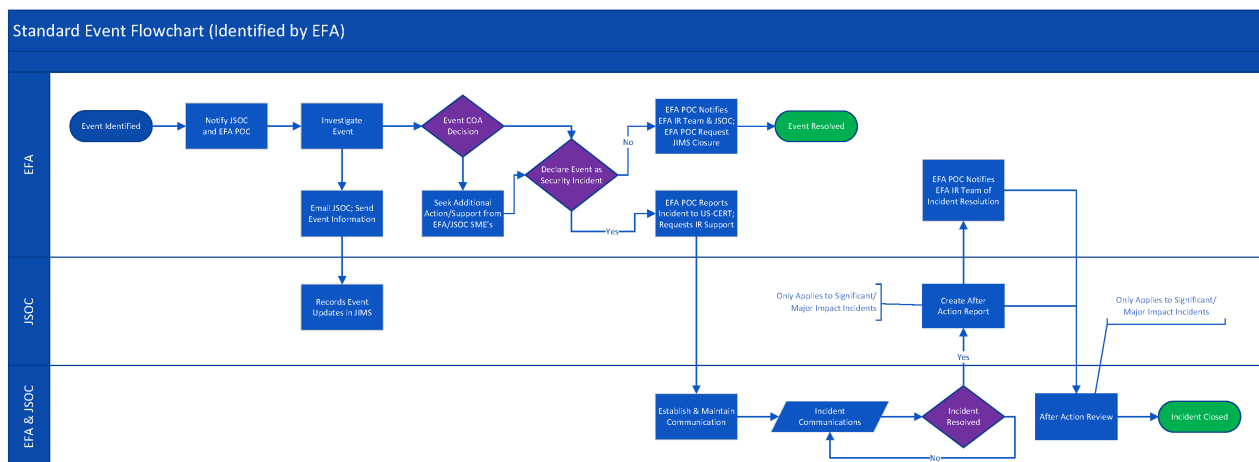 Standard Event Flowchart (Identified by EFA)
EFA
Event Identified
Notify JSOC
and EFA POC
Investigate
Event
Event COA
Decision
EFA POC Notifies
EFA IR Team & JSOC;
EFA POC Request
JIMS Closure
Event Resolved
No
Declare Event as
Security Incident
Email JSOC; Send
Event Information
Seek Additional
Action/Support from
EFA/JSOC SME's
Yes
EFA POC Reports
Incident to US-CERT;
Requests IR Support
EFA POC Notifies
EFA IR Team of
Incident Resolution
JSOC
Records Event
Updates in JIMS
Only Applies to Significant/
Major Impact Incidents
Create After
Action Report
Only Applies to Significant/
Major Impact Incidents
Yes
EFA & JSOC
Establish & Maintain
Communication
Incident
Communications
Incident
Resolved
No
After Action Review
Incident Closed